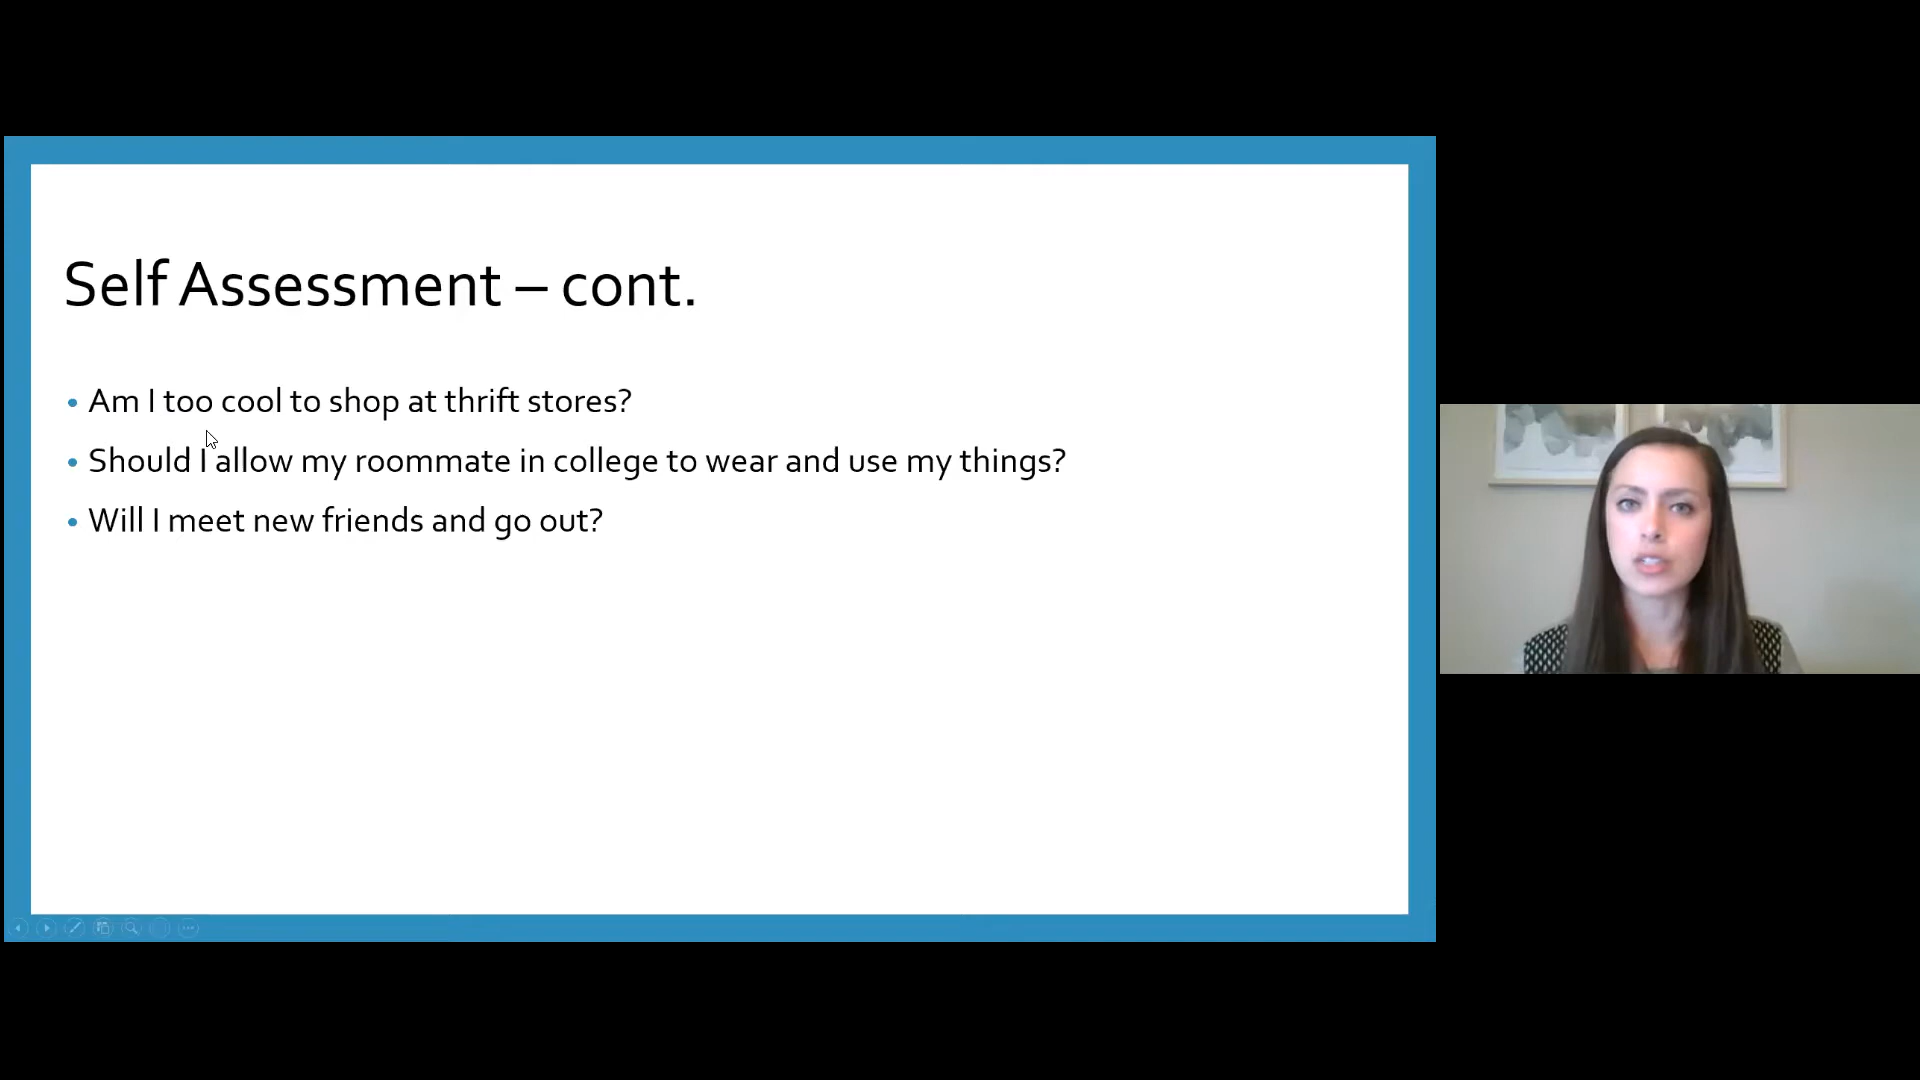 Self Assessment – cont.
• Am I too cool to shop at thrift stores?
• Should I allow my roommate in college to wear and use my things?
• Will I meet new friends and go out?